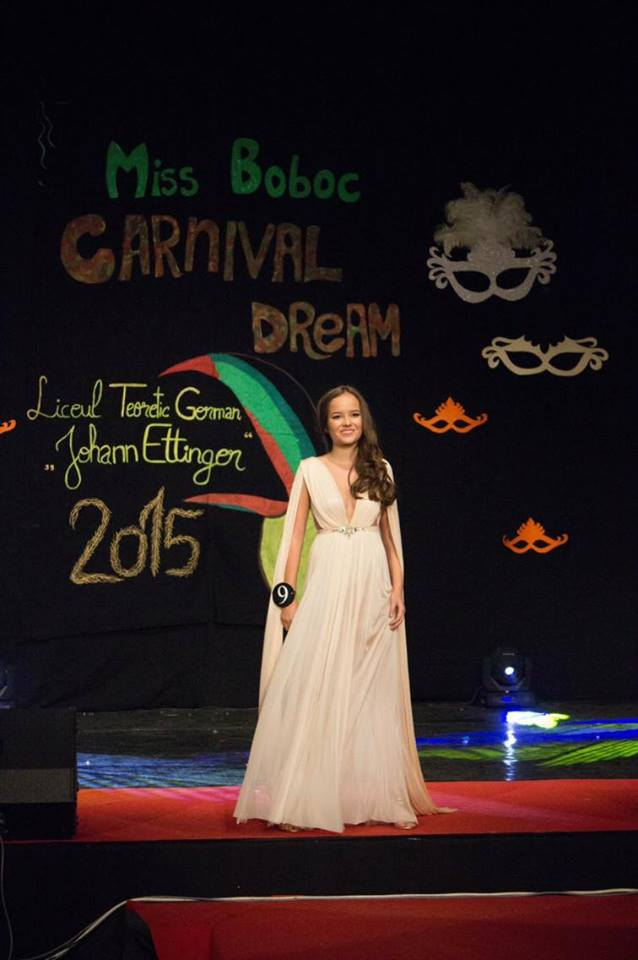 Miss Boboc
CARNIVAL
DReAM
Liceul Teoretic German
„Johann Ettinger"
2015
9